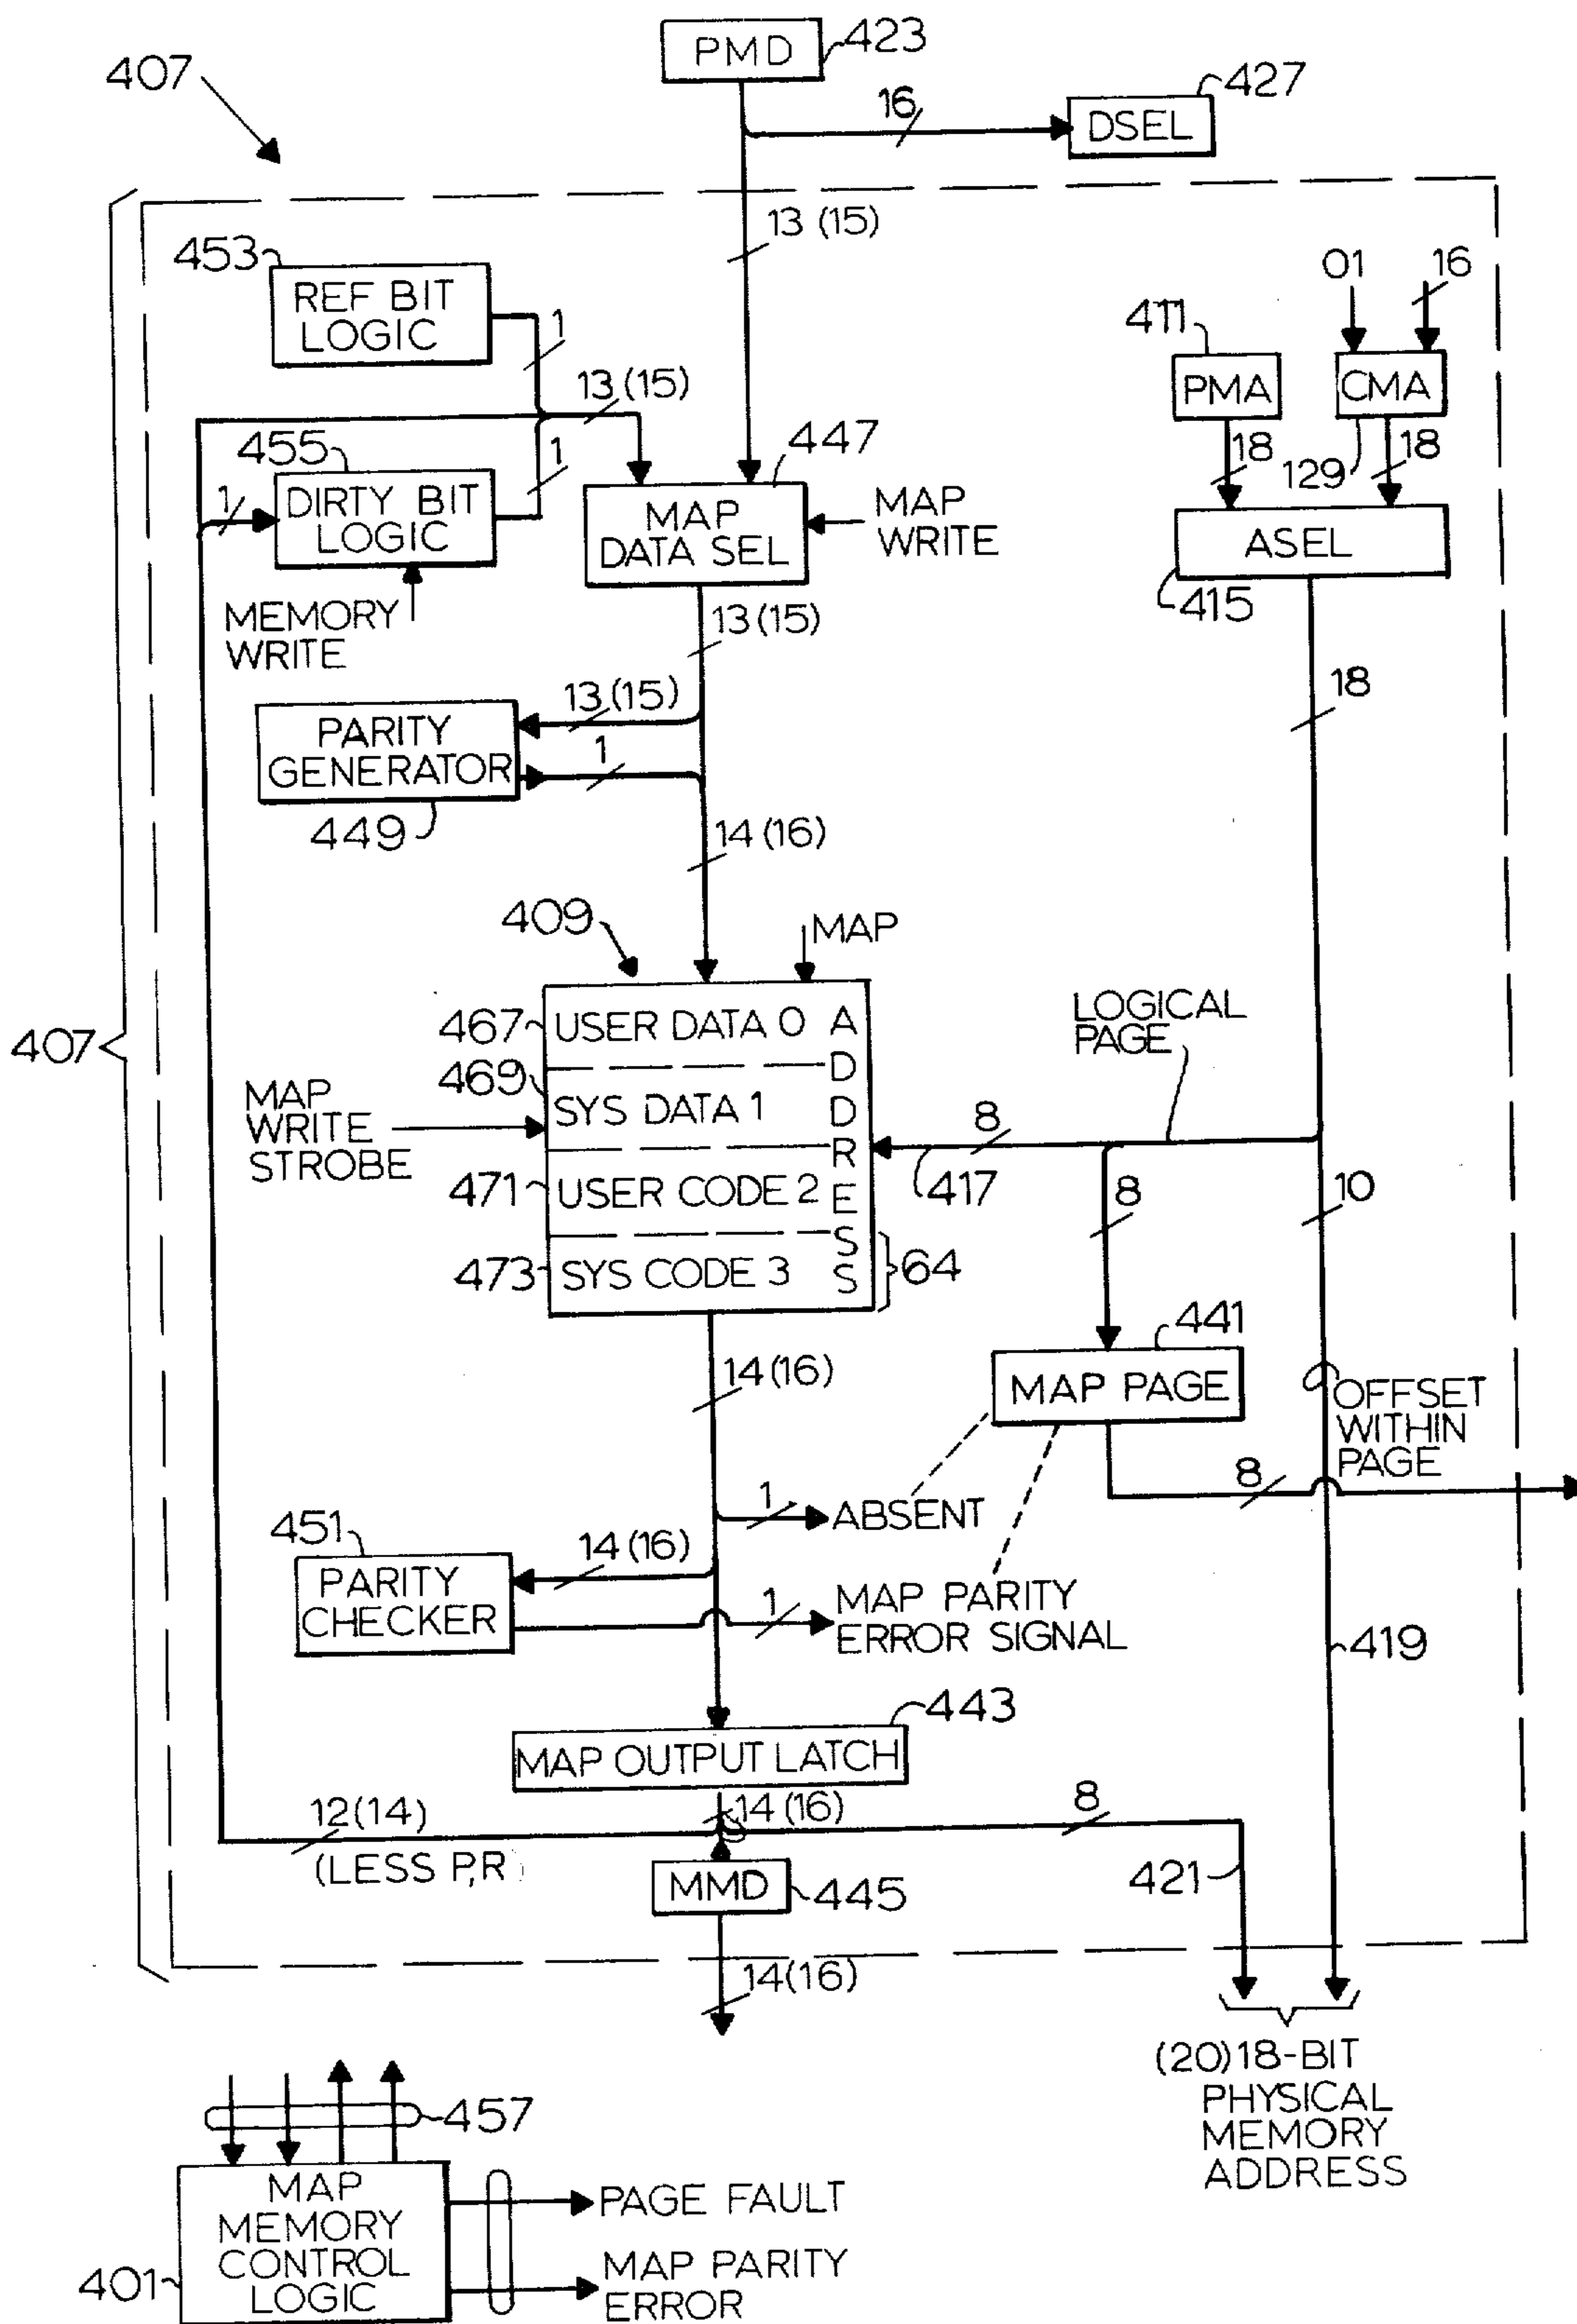 PMD
423
407
16
DSEL
427
13 (15)
453
REF BIT
LOGIC
1
01
16
411
PMA
CMA
13(15)
455
1
447
18
129
18
1
DIRTY BIT
LOGIC
MAP
DATA SEL
MAP
WRITE
ASEL
415
MEMORY
WRITE
13(15)
18
13(15)
PARITY
GENERATOR
1
449
14 (16)
409
MAP
407
467
USER DATA 0
469
SYS DATA 1
471
USER CODE 2
473
SYS CODE 3
ADDRESS
64
MAP
WRITE
STROBE
LOGICAL
PAGE
8
417
8
10
441
MAP PAGE
14(16)
OFFSET
WITHIN
PAGE
8
1
ABSENT
451
14 (16)
PARITY
CHECKER
1
MAP PARITY
ERROR SIGNAL
419
443
MAP OUTPUT LATCH
12(14)
(LESS P,R)
14(16)
8
MMD
445
421
14(16)
(20)18-BIT
PHYSICAL
MEMORY
ADDRESS
457
MAP
MEMORY
CONTROL
LOGIC
401
PAGE FAULT
MAP PARITY
ERROR